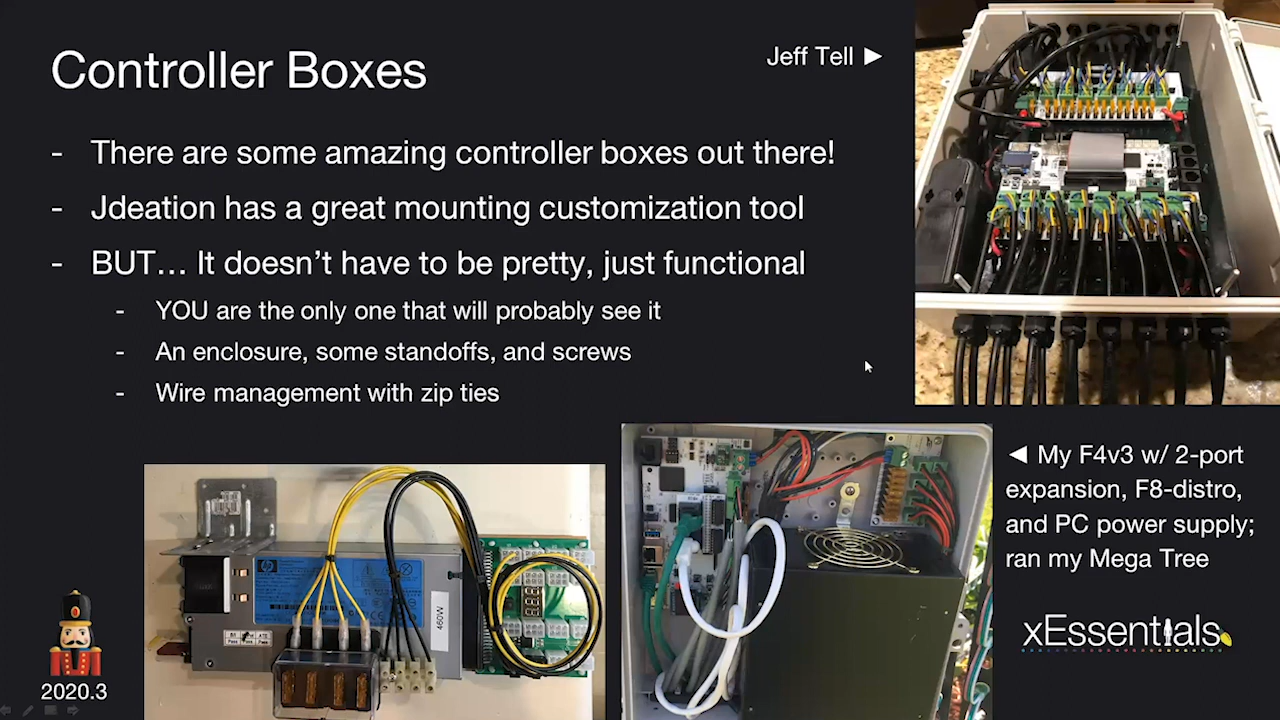 Controller Boxes
Jeff Tell ►
- There are some amazing controller boxes out there!
- Jdeation has a great mounting customization tool
- BUT… It doesn’t have to be pretty, just functional
- YOU are the only one that will probably see it
- An enclosure, some standoffs, and screws
- Wire management with zip ties
◄ My F4v3 w/ 2-port
expansion, F8-distro,
and PC power supply;
ran my Mega Tree
hp
460W
xEssentials
2020.3